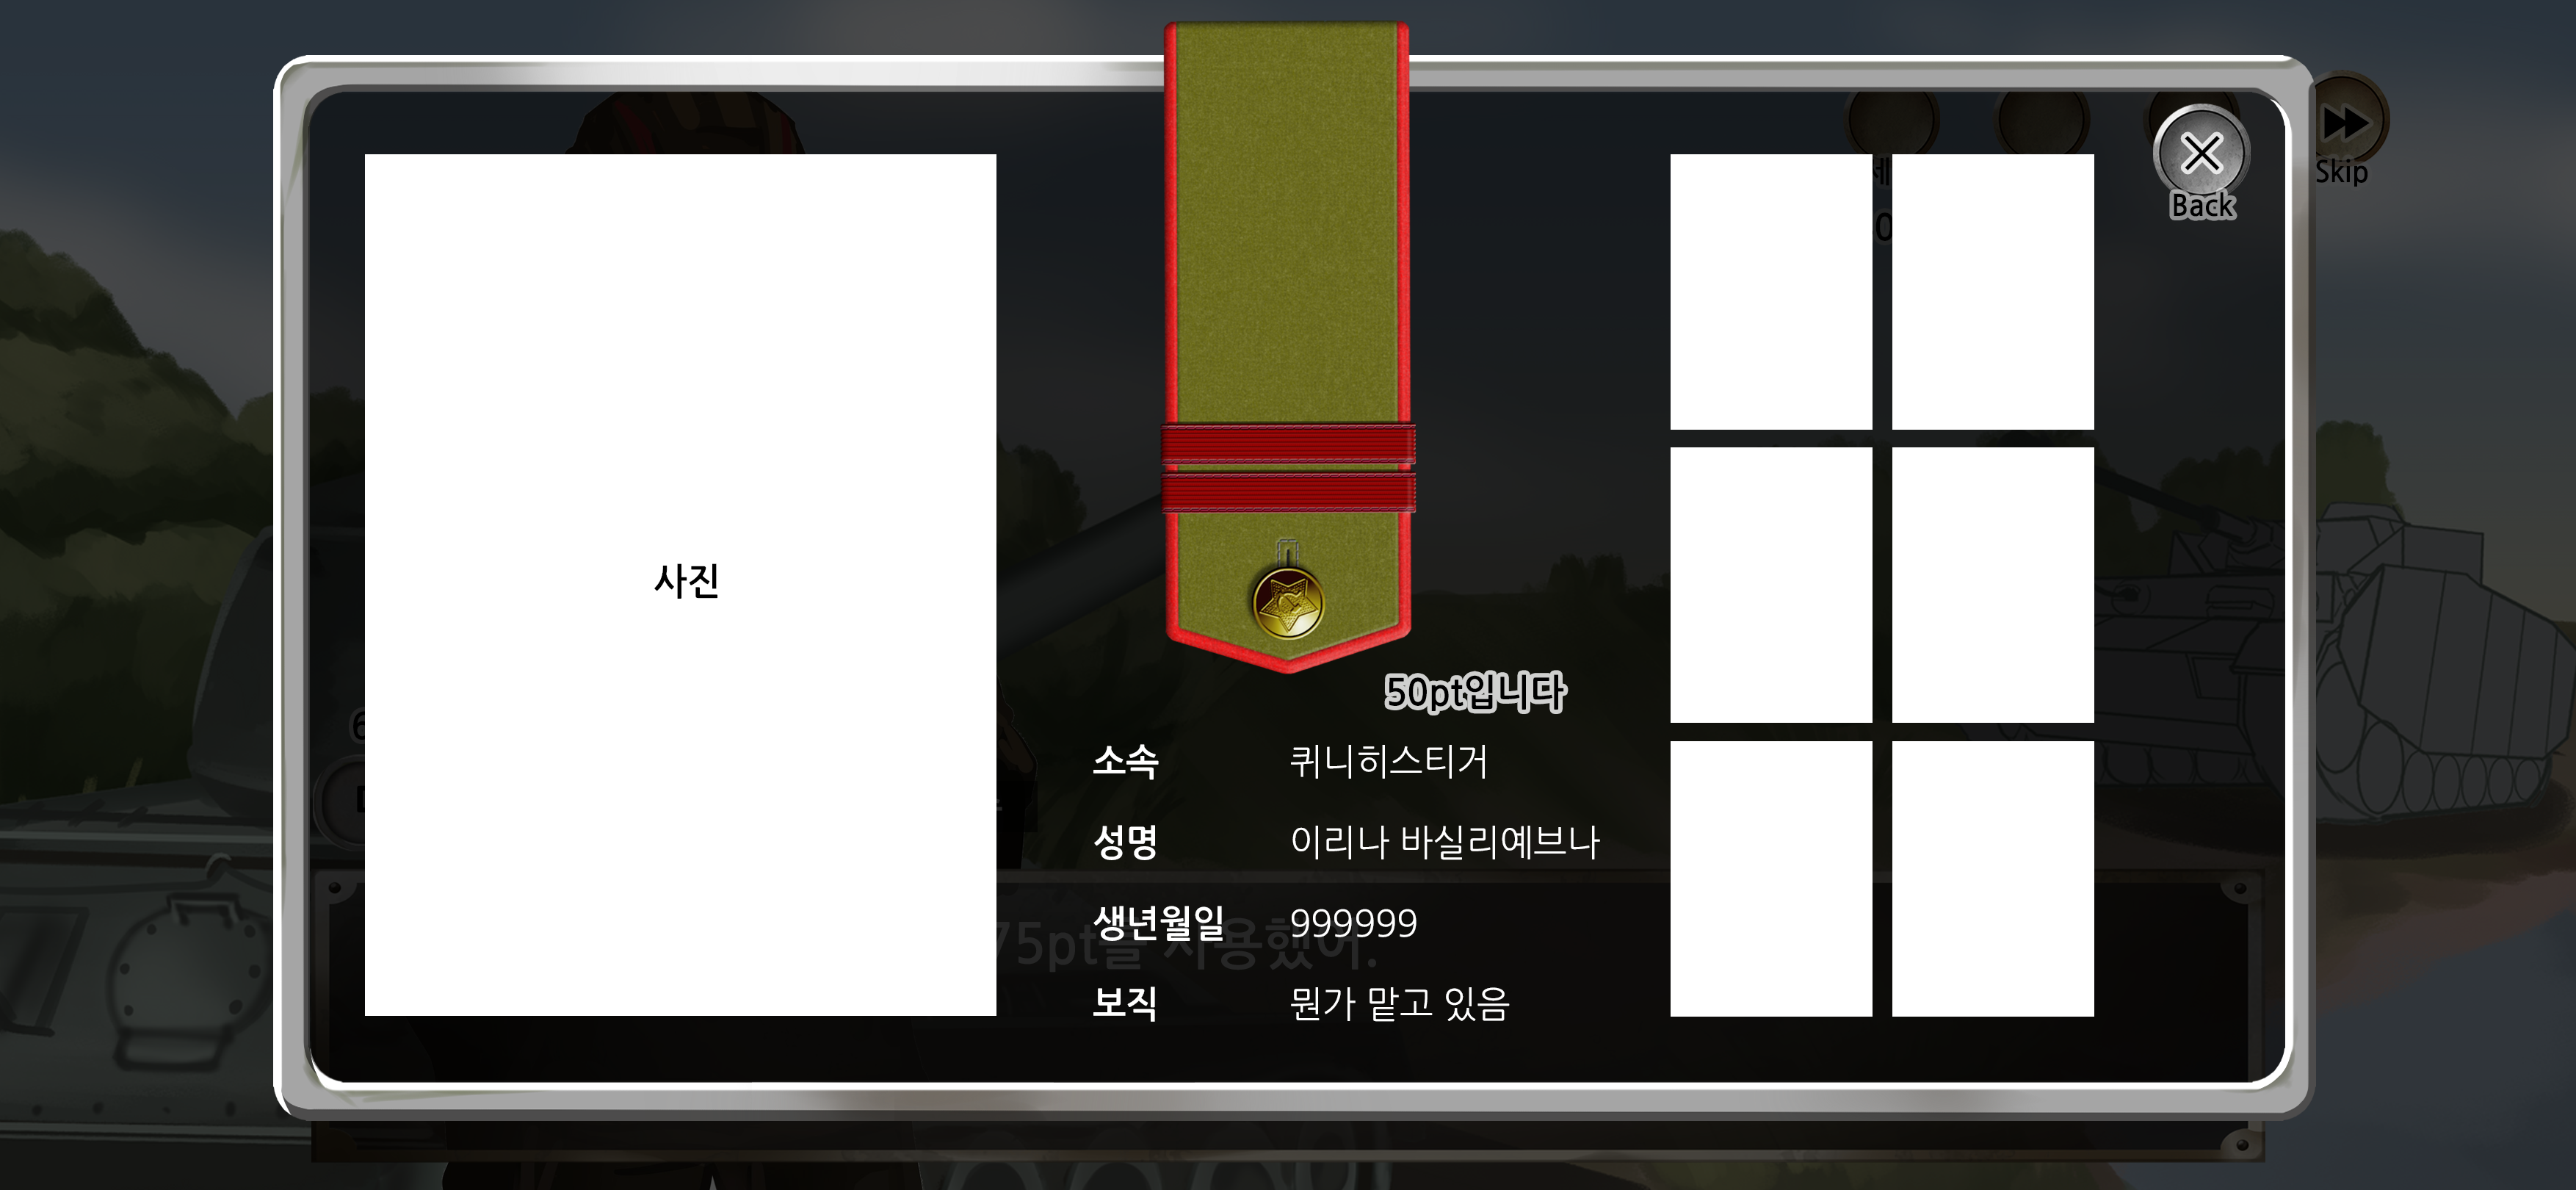 Skip
Back
사진
50pt입니다
소속 퀴니히스티거
성명 이리나 바실리예브나
생년월일 999999
75pt를 사용했어.
보직 뭔가 맡고 있음